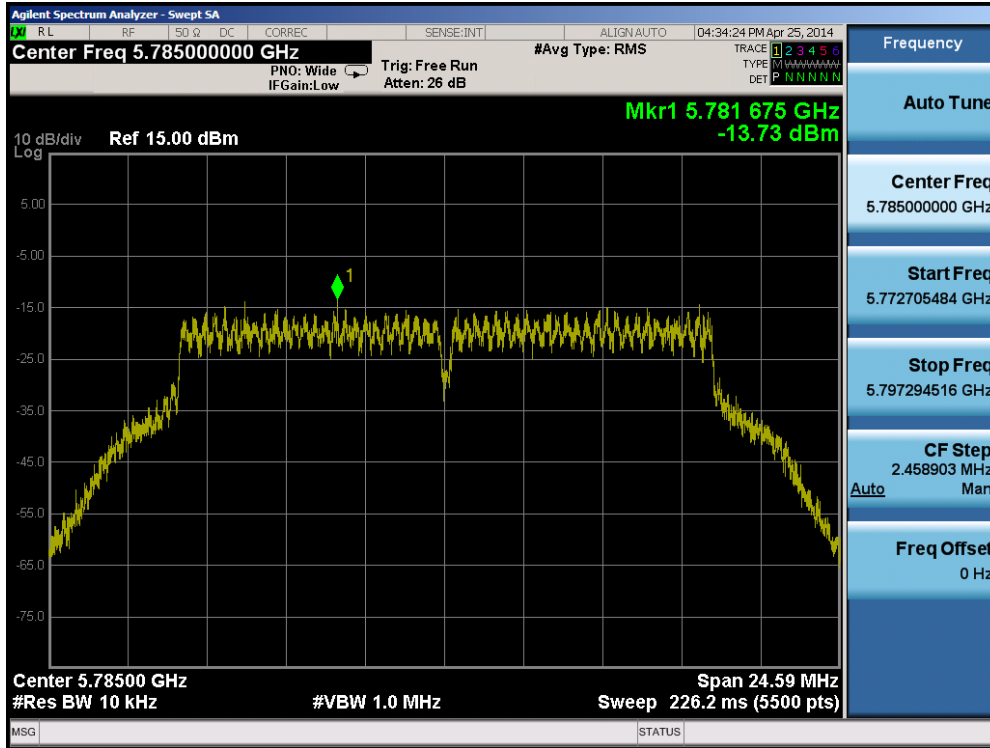 Agilent Spectrum Analyzer - Swept SA
LXI RL RF 50 Ω DC CORREC SENSE:INT ALIGN AUTO 04:34:24 PM Apr 25, 2014
Center Freq 5.785000000 GHz #Avg Type: RMS TRACE 1 2 3 4 5 6
PNO: Wide Trig: Free Run TYPE M WWWWW
IFGain:Low Atten: 26 dB DET P N N N N N
Mkr1 5.781 675 GHz
-13.73 dBm
10 dB/div Ref 15.00 dBm
Log
5.00
-5.00
1
-15.0
-25.0
-35.0
-45.0
-55.0
-65.0
-75.0
Center 5.78500 GHz Span 24.59 MHz
#Res BW 10 kHz #VBW 1.0 MHz Sweep 226.2 ms (5500 pts)
MSG STATUS
Frequency
Auto Tune
Center Freq
5.785000000 GHz
Start Freq
5.772705484 GHz
Stop Freq
5.797294516 GHz
CF Step
2.458903 MHz
Auto Man
Freq Offset
0 Hz